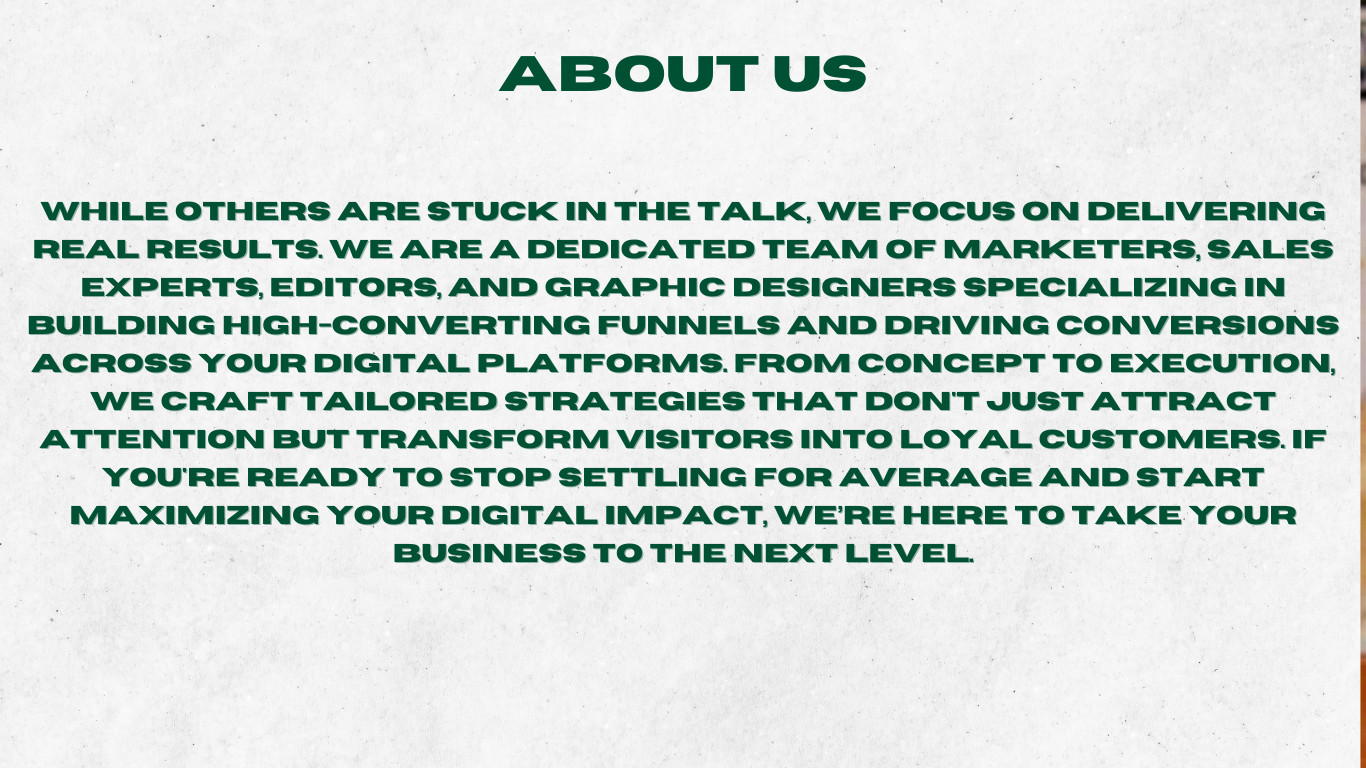 ABOUT US
WHILE OTHERS ARE STUCK IN THE TALK, WE FOCUS ON DELIVERING
REAL RESULTS. WE ARE A DEDICATED TEAM OF MARKETERS, SALES
EXPERTS, EDITORS, AND GRAPHIC DESIGNERS SPECIALIZING IN
BUILDING HIGH-CONVERTING FUNNELS AND DRIVING CONVERSIONS
ACROSS YOUR DIGITAL PLATFORMS. FROM CONCEPT TO EXECUTION,
WE CRAFT TAILORED STRATEGIES THAT DON'T JUST ATTRACT
ATTENTION BUT TRANSFORM VISITORS INTO LOYAL CUSTOMERS. IF
YOU'RE READY TO STOP SETTLING FOR AVERAGE AND START
MAXIMIZING YOUR DIGITAL IMPACT, WE’RE HERE TO TAKE YOUR
BUSINESS TO THE NEXT LEVEL.